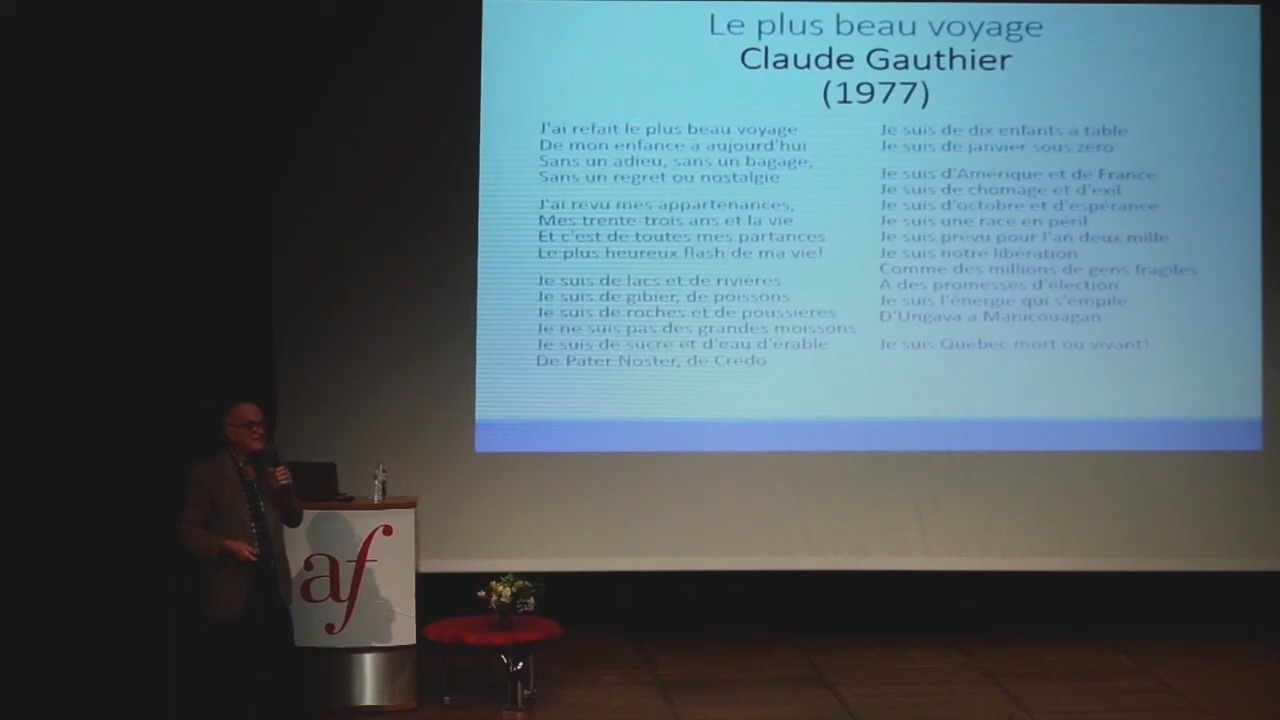 Le plus beau voyage
Claude Gauthier
(1977)
J'ai refait le plus beau voyage
De mon enfance a aujourd'hui
Sans un adieu, sans un bagage,
Sans un regret ou nostalgie
J'ai revu mes appartenances,
Mes trente-trois ans et la vie
Et c'est de toutes mes partances
Le plus heureux flash de ma vie!
Je suis de lacs et de rivières
Je suis de gibier, de poissons
Je suis de roches et de poussières
Je ne suis pas des grandes moissons
Je suis de sucre et d'eau d'erable
De Pater Noster, de Credo
Je suis de dix enfants a table
Je suis de janvier sous zero
Je suis d'Amérique et de France
Je suis de chomage et d'exil
Je suis d'octobre et d'espérance
Je suis une race en peril
Je suis prévu pour l'an deux mille
Je suis notre libération
Comme des millions de gens fragiles
A des promesses d'élection
Je suis l'énergie qui s'empile
D'Ungava a Manicouagan
Je suis Québec mort ou vivant!
af